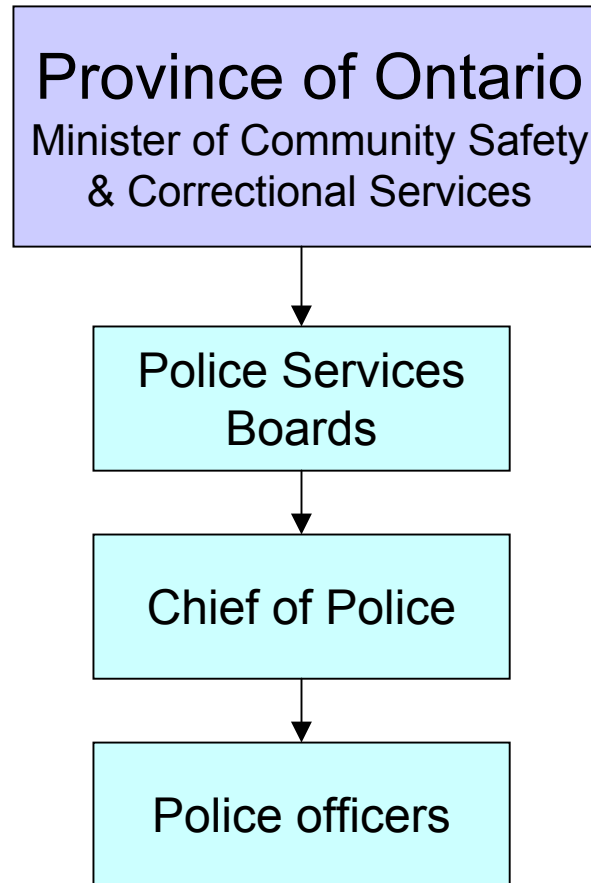 Province of Ontario
Minister of Community Safety
& Correctional Services
Police Services
Boards
Chief of Police
Police officers